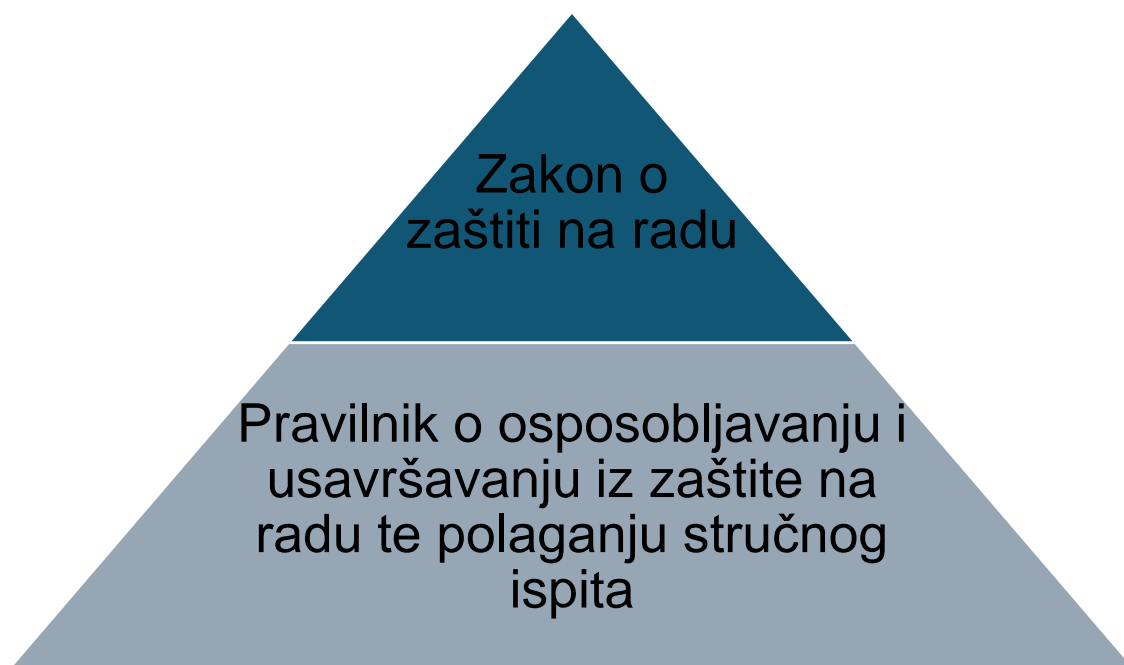 Zakon o
zaštiti na radu
Pravilnik o osposobljavanju i
usavršavanju iz zaštite na
radu te polaganju stručnog
ispita